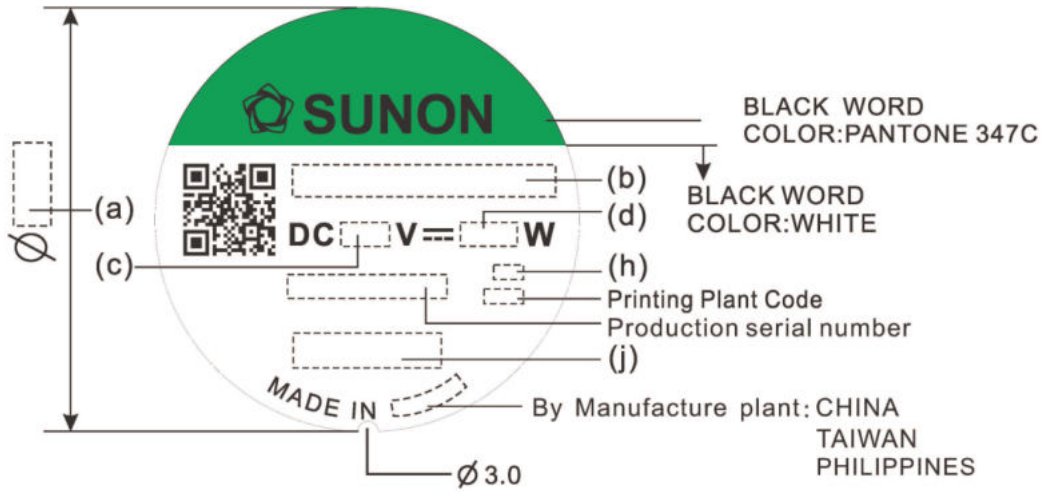 SUNON
BLACK WORD
COLOR:PANTONE 347C
BLACK WORD
COLOR:WHITE
(a)
Ø
(b)
DC V W
(d)
(c)
(h)
Printing Plant Code
Production serial number
(j)
MADE IN
By Manufacture plant: CHINA
TAIWAN
PHILIPPINES
Ø 3.0